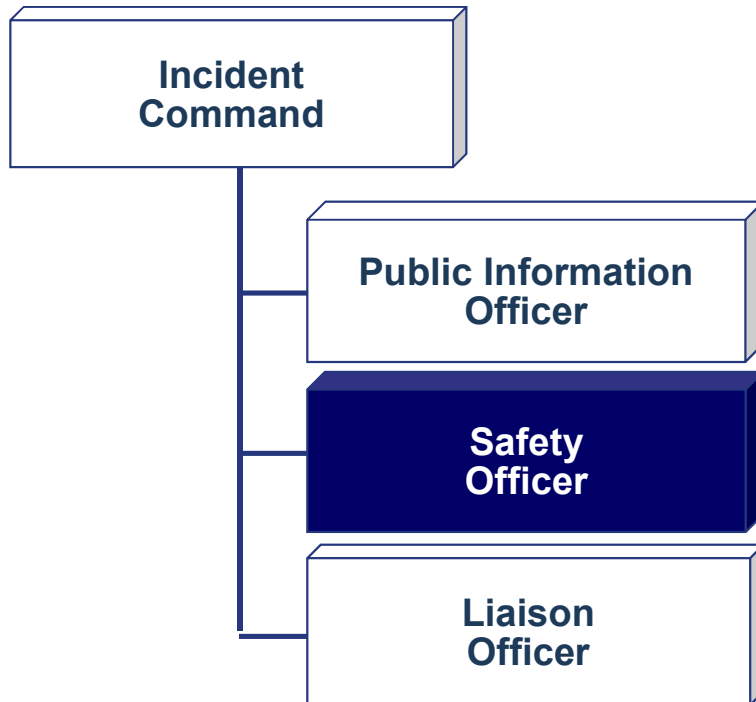 Incident
Command
Public Information
Officer
Safety
Officer
Liaison
Officer